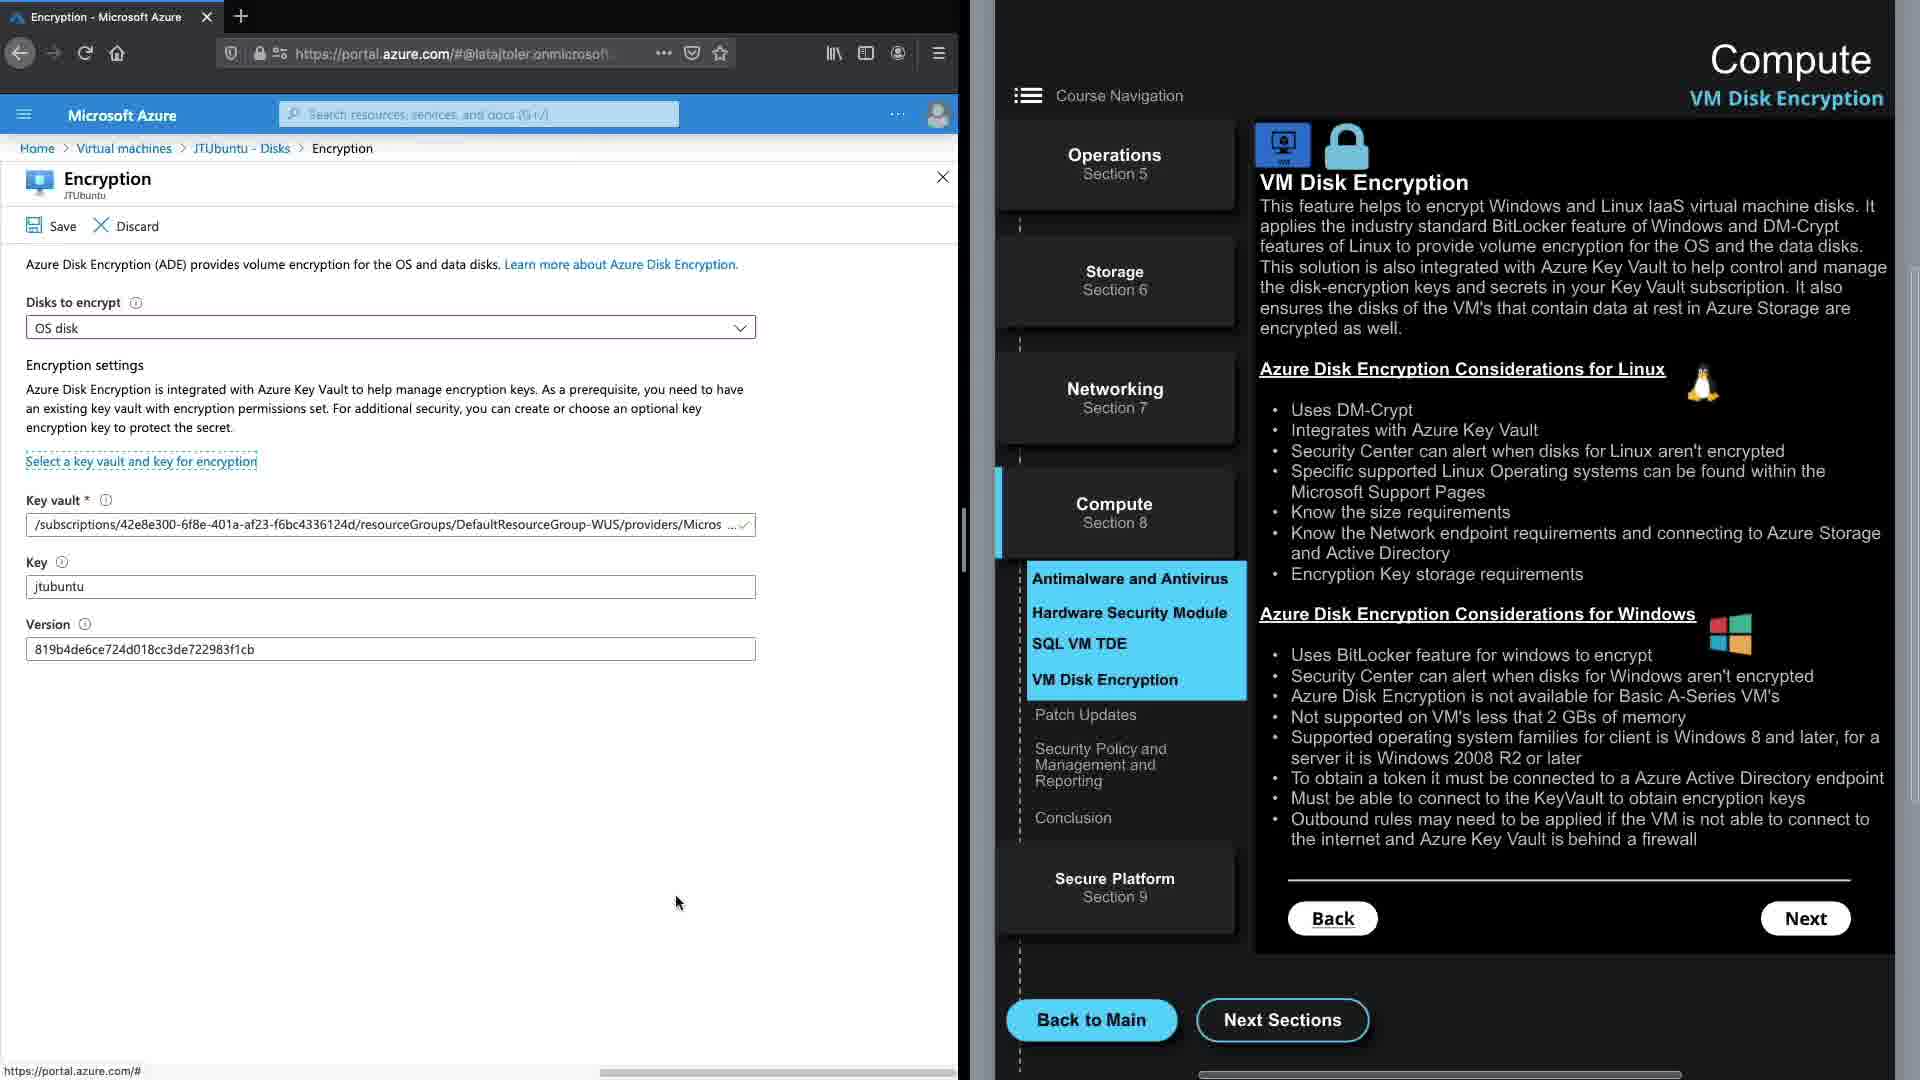 Encryption - Microsoft Azure
https://portal.azure.com/#@latajtoler.onmicrosoft
Microsoft Azure
Search resources, services, and docs (G+/)
Home > Virtual machines > JTUbuntu - Disks > Encryption
Encryption
JTUbuntu
Save
Discard
Azure Disk Encryption (ADE) provides volume encryption for the OS and data disks. Learn more about Azure Disk Encryption.
Disks to encrypt
OS disk
Encryption settings
Azure Disk Encryption is integrated with Azure Key Vault to help manage encryption keys. As a prerequisite, you need to have
an existing key vault with encryption permissions set. For additional security, you can create or choose an optional key
encryption key to protect the secret.
Select a key vault and key for encryption
Key vault *
/subscriptions/42e8e300-6f8e-401a-af23-f6bc4336124d/resourceGroups/DefaultResourceGroup-WUS/providers/Micros ...
Key
jtubuntu
Version
819b4de6ce724d018cc3de722983f1cb
https://portal.azure.com/#
Compute
VM Disk Encryption
Course Navigation
Operations
Section 5
Storage
Section 6
Networking
Section 7
Compute
Section 8
Antimalware and Antivirus
Hardware Security Module
SQL VM TDE
VM Disk Encryption
Patch Updates
Security Policy and
Management and
Reporting
Conclusion
Secure Platform
Section 9
Back to Main
Next Sections
VM Disk Encryption
This feature helps to encrypt Windows and Linux IaaS virtual machine disks. It
applies the industry standard BitLocker feature of Windows and DM-Crypt
features of Linux to provide volume encryption for the OS and the data disks.
This solution is also integrated with Azure Key Vault to help control and manage
the disk-encryption keys and secrets in your Key Vault subscription. It also
ensures the disks of the VM's that contain data at rest in Azure Storage are
encrypted as well.
Azure Disk Encryption Considerations for Linux
• Uses DM-Crypt
• Integrates with Azure Key Vault
• Security Center can alert when disks for Linux aren't encrypted
• Specific supported Linux Operating systems can be found within the
Microsoft Support Pages
• Know the size requirements
• Know the Network endpoint requirements and connecting to Azure Storage
and Active Directory
• Encryption Key storage requirements
Azure Disk Encryption Considerations for Windows
• Uses BitLocker feature for windows to encrypt
• Security Center can alert when disks for Windows aren't encrypted
• Azure Disk Encryption is not available for Basic A-Series VM's
• Not supported on VM's less that 2 GBs of memory
• Supported operating system families for client is Windows 8 and later, for a
server it is Windows 2008 R2 or later
• To obtain a token it must be connected to a Azure Active Directory endpoint
• Must be able to connect to the KeyVault to obtain encryption keys
• Outbound rules may need to be applied if the VM is not able to connect to
the internet and Azure Key Vault is behind a firewall
Back
Next